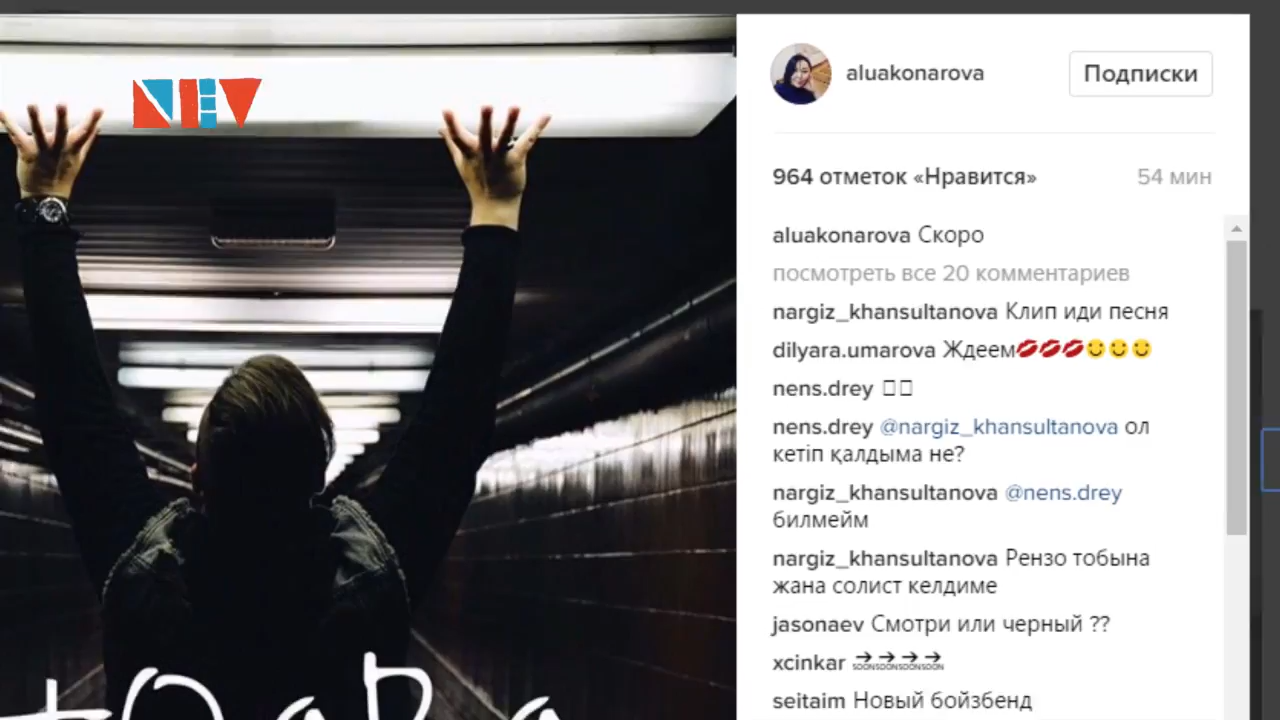 NEV
aluakonarova
Подписки
964 отметок «Нравится»
54 мин
aluakonarova Скоро
посмотреть все 20 комментариев
nargiz_khansultanova Клип иди песня
dilyara.umarova Ждеем💋💋💋🙂🙂🙂
nens.drey
nens.drey @nargiz_khansultanova ол
кетіп қалдыма не?
nargiz_khansultanova @nens.drey
билмейм
nargiz_khansultanova Рензо тобына
жана солист келдиме
jasonaev Смотри или черный ??
xcinkar 🔜🔜🔜🔜
seitaim Новый бойзбенд